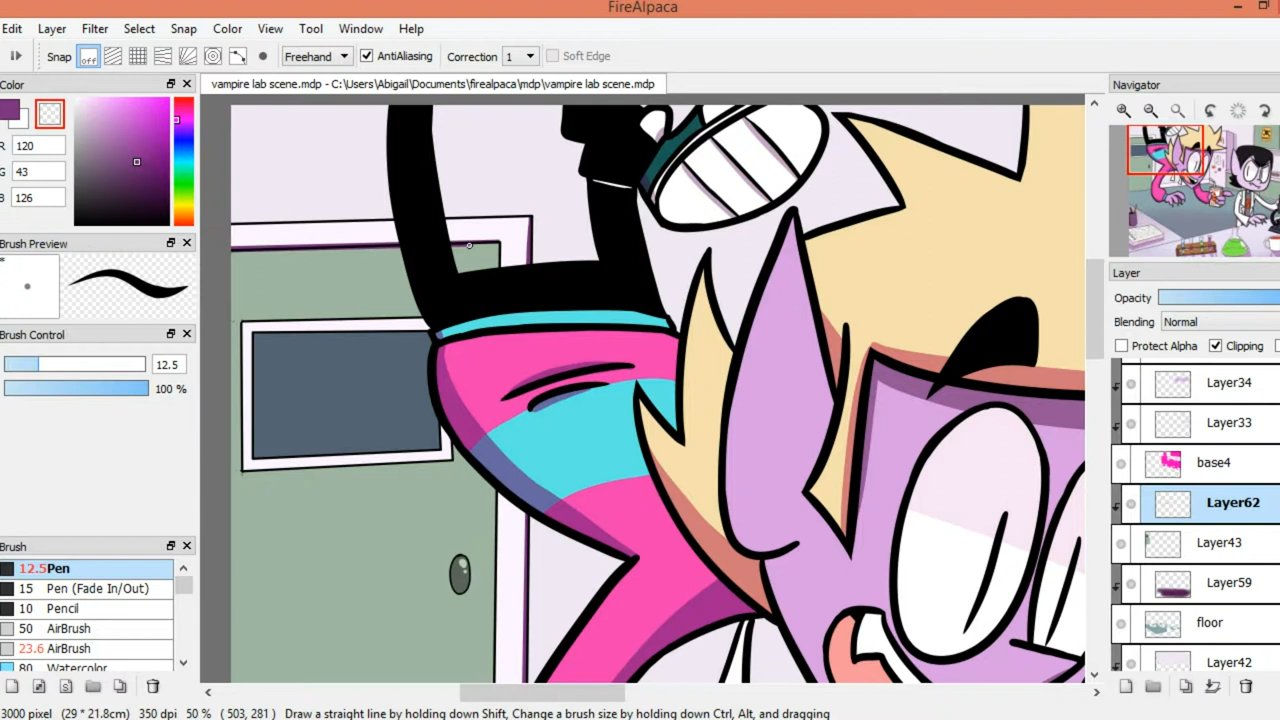 FireAlpaca
Edit Layer Filter Select Snap Color View Tool Window Help
Snap off Freehand AntiAliasing Correction 1 Soft Edge
Color
vampire lab scene.mdp - C:\Users\Abigail\Documents\firealpaca\mdp\vampire lab scene.mdp
Navigator
R 120
G 43
B 126
Brush Preview
Brush Control
12.5
100 %
Layer
Opacity
Blending Normal
Protect Alpha Clipping
Layer34
Layer33
base4
Layer62
Layer43
Layer59
floor
Layer42
Brush
12.5 Pen
15 Pen (Fade In/Out)
10 Pencil
50 AirBrush
23.6 AirBrush
80 Watercolor
3000 pixel (29 * 21.8cm) 350 dpi 50 % ( 503, 281 ) Draw a straight line by holding down Shift, Change a brush size by holding down Ctrl, Alt, and dragging